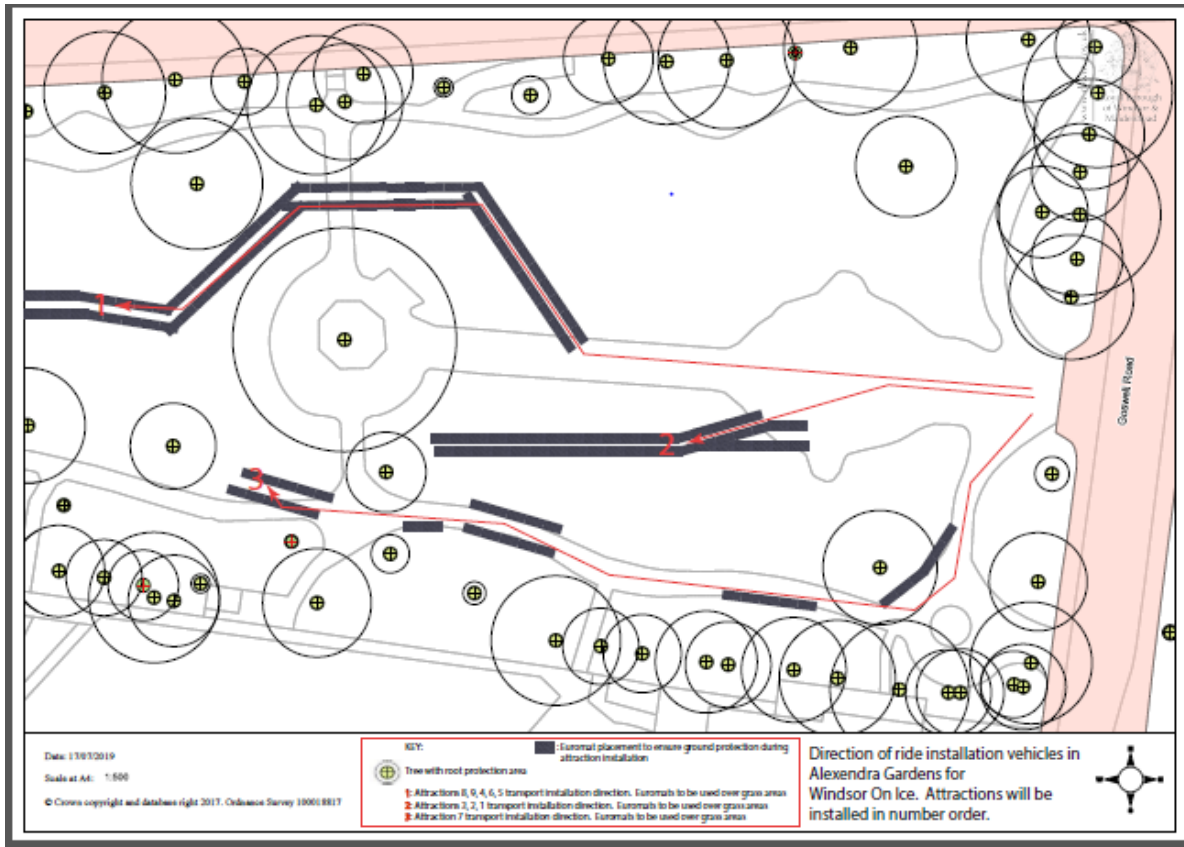 Royal Borough
of Windsor &
Maidenhead
1
2
3
Goswell Road
Date: 17/07/2019
Scale at A4: 1:500
© Crown copyright and database right 2017. Ordnance Survey 100018817
KEY:
: Euromat placement to ensure ground protection during
attraction installation
Tree with root protection area
1: Attractions 8, 9, 4, 6, 5 transport installation direction. Euromats to be used over grass areas
2: Attractions 3, 2, 1 transport installation direction. Euromats to be used over grass areas
3: Attraction 7 transport installation direction. Euromats to be used over grass areas
Direction of ride installation vehicles in
Alexendra Gardens for
Windsor On Ice. Attractions will be
installed in number order.